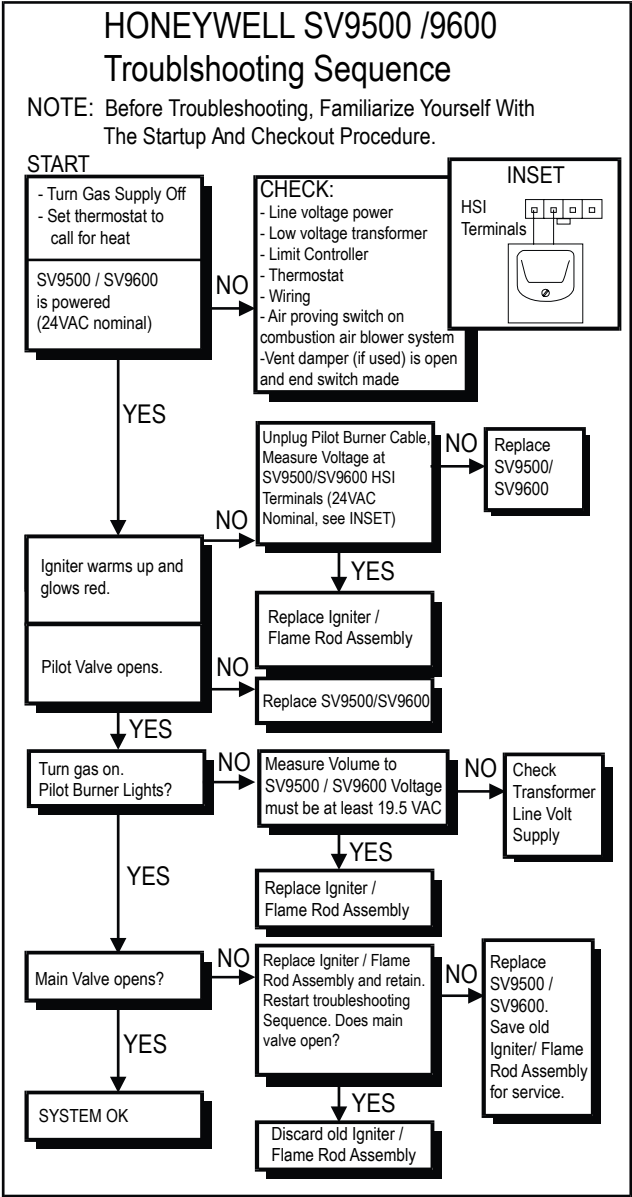 HONEYWELL SV9500 /9600
Troublshooting Sequence
NOTE: Before Troubleshooting, Familiarize Yourself With
The Startup And Checkout Procedure.
START
- Turn Gas Supply Off
- Set thermostat to
call for heat
SV9500 / SV9600
is powered
(24VAC nominal)
NO
CHECK:
- Line voltage power
- Low voltage transformer
- Limit Controller
- Thermostat
- Wiring
- Air proving switch on
combustion air blower system
-Vent damper (if used) is open
and end switch made
INSET
HSI
Terminals
YES
Igniter warms up and
glows red.
NO
Unplug Pilot Burner Cable,
Measure Voltage at
SV9500/SV9600 HSI
Terminals (24VAC
Nominal, see INSET)
NO
Replace
SV9500/
SV9600
YES
Replace Igniter /
Flame Rod Assembly
Pilot Valve opens.
NO
Replace SV9500/SV9600
YES
Turn gas on.
Pilot Burner Lights?
NO
Measure Volume to
SV9500 / SV9600 Voltage
must be at least 19.5 VAC
NO
Check
Transformer
Line Volt
Supply
YES
Replace Igniter /
Flame Rod Assembly
YES
Main Valve opens?
NO
Replace Igniter / Flame
Rod Assembly and retain.
Restart troubleshooting
Sequence. Does main
valve open?
NO
Replace
SV9500 /
SV9600.
Save old
Igniter/ Flame
Rod Assembly
for service.
YES
Discard old Igniter /
Flame Rod Assembly
YES
SYSTEM OK